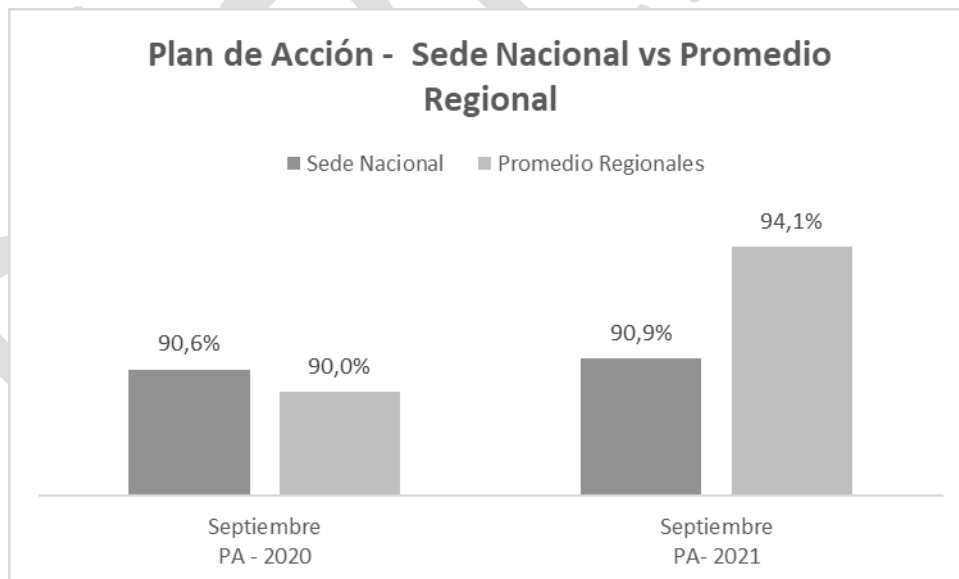 Plan de Acción - Sede Nacional vs Promedio
Regional
Sede Nacional Promedio Regionales
94,1%
90,6%
90,0%
90,9%
Septiembre
PA - 2020
Septiembre
PA- 2021